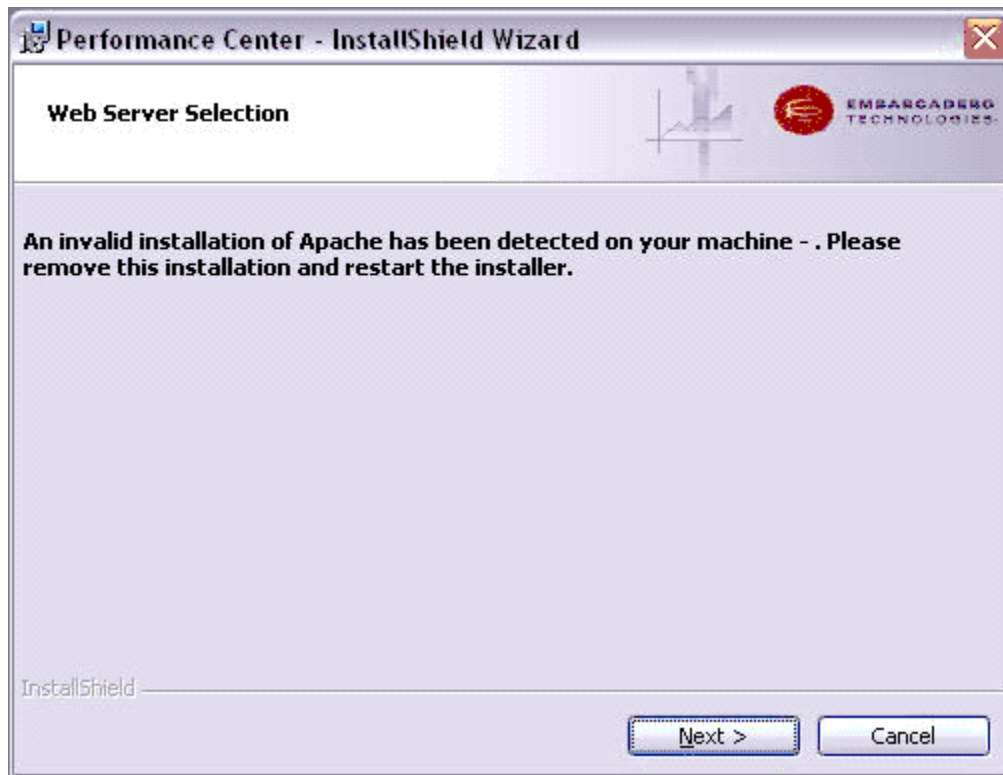 Performance Center - InstallShield Wizard
Web Server Selection
EMBARCADERO
TECHNOLOGIES
An invalid installation of Apache has been detected on your machine - . Please
remove this installation and restart the installer.
InstallShield
Next >
Cancel